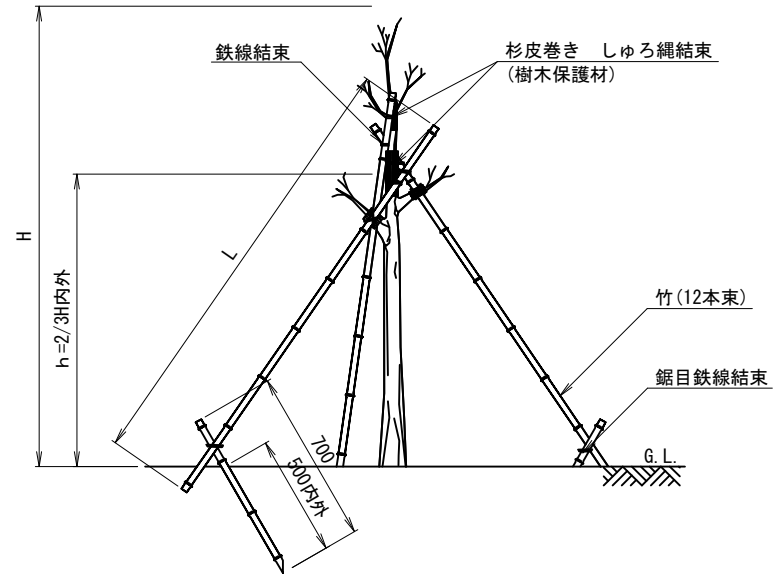 鉄線結束
杉皮巻き　しゅろ縄結束
(樹木保護材)
H
L
h=2/3H内外
竹(12本束)
鋸目鉄線結束
700
500内外
G.L.